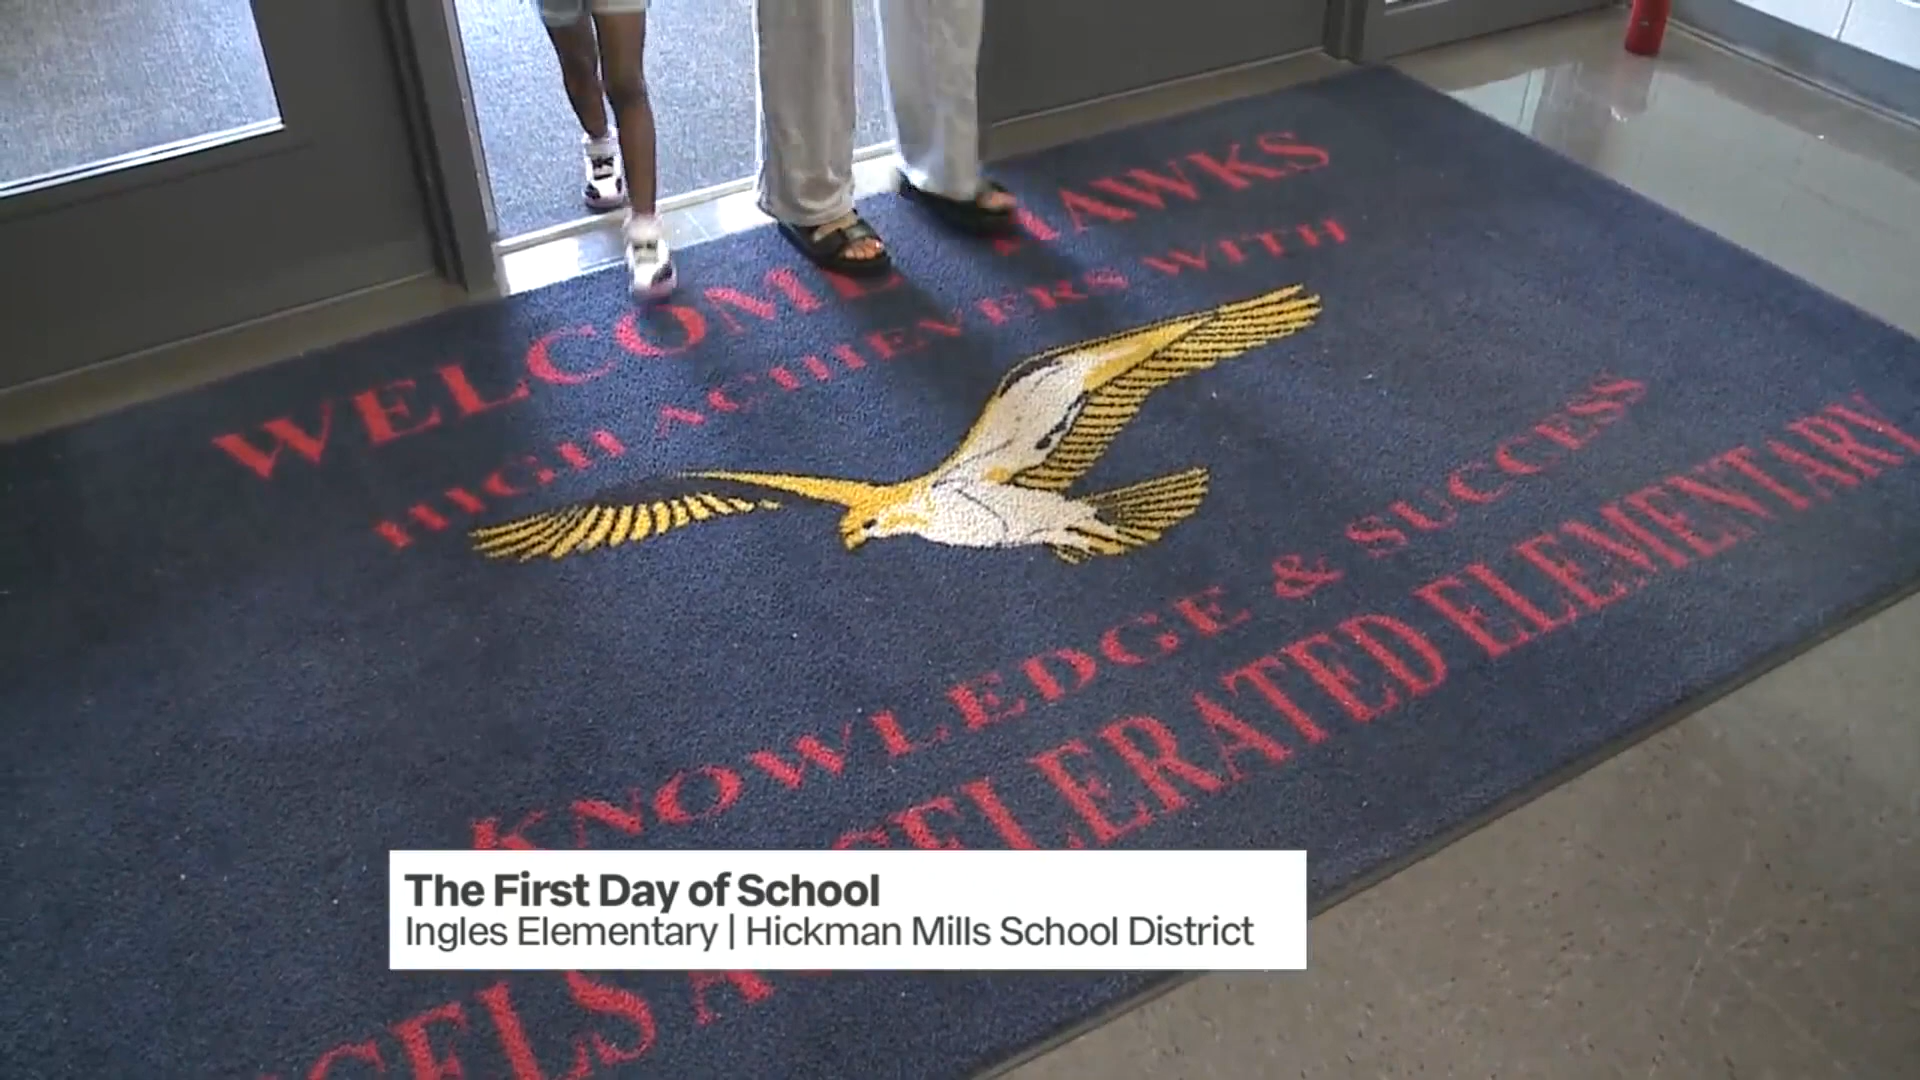 WELCOME HAWKS
HIGH ACHIEVERS WITH
KNOWLEDGE & SUCCESS
ELEMENTARY
The First Day of School
Ingles Elementary | Hickman Mills School District